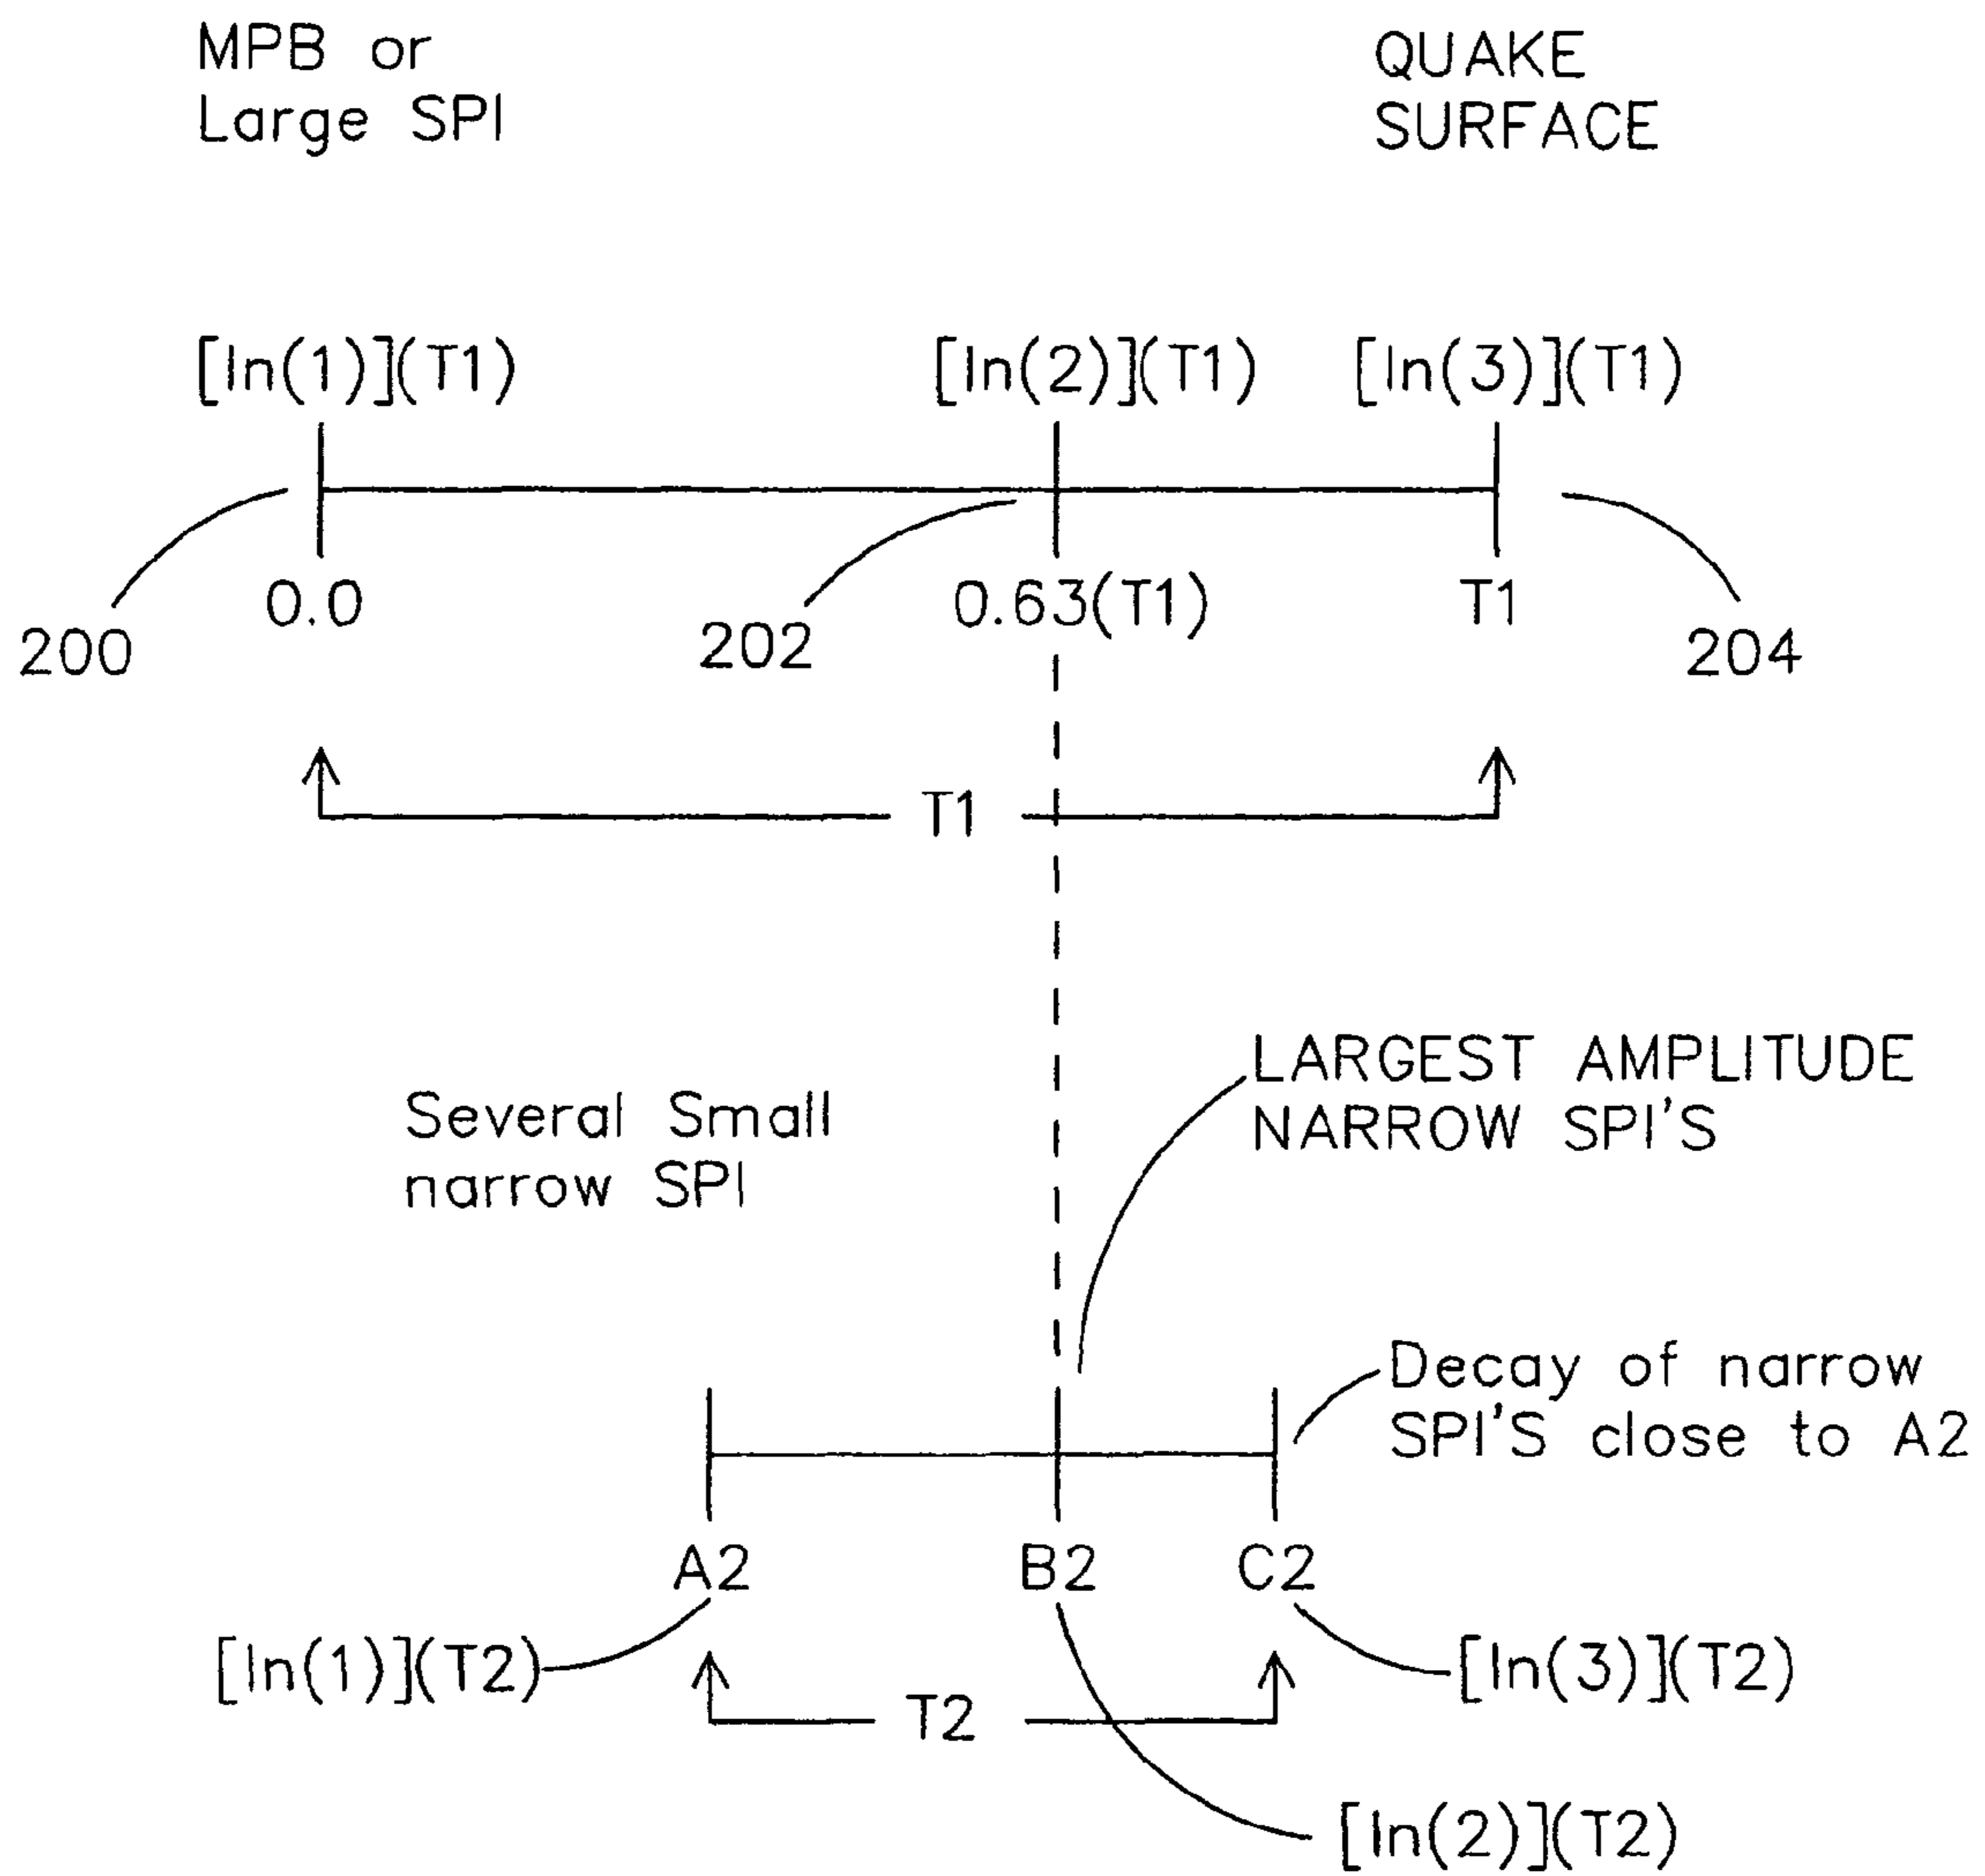 MPB or
Large SPI
QUAKE
SURFACE
[ln(1)](T1)
[ln(2)](T1)
[ln(3)](T1)
0.0
0.63(T1)
T1
200
202
204
T1
LARGEST AMPLITUDE
NARROW SPI'S
Several Small
narrow SPI
Decay of narrow
SPI'S close to A2
A2
B2
C2
[ln(1)](T2)
[ln(3)](T2)
T2
[ln(2)](T2)